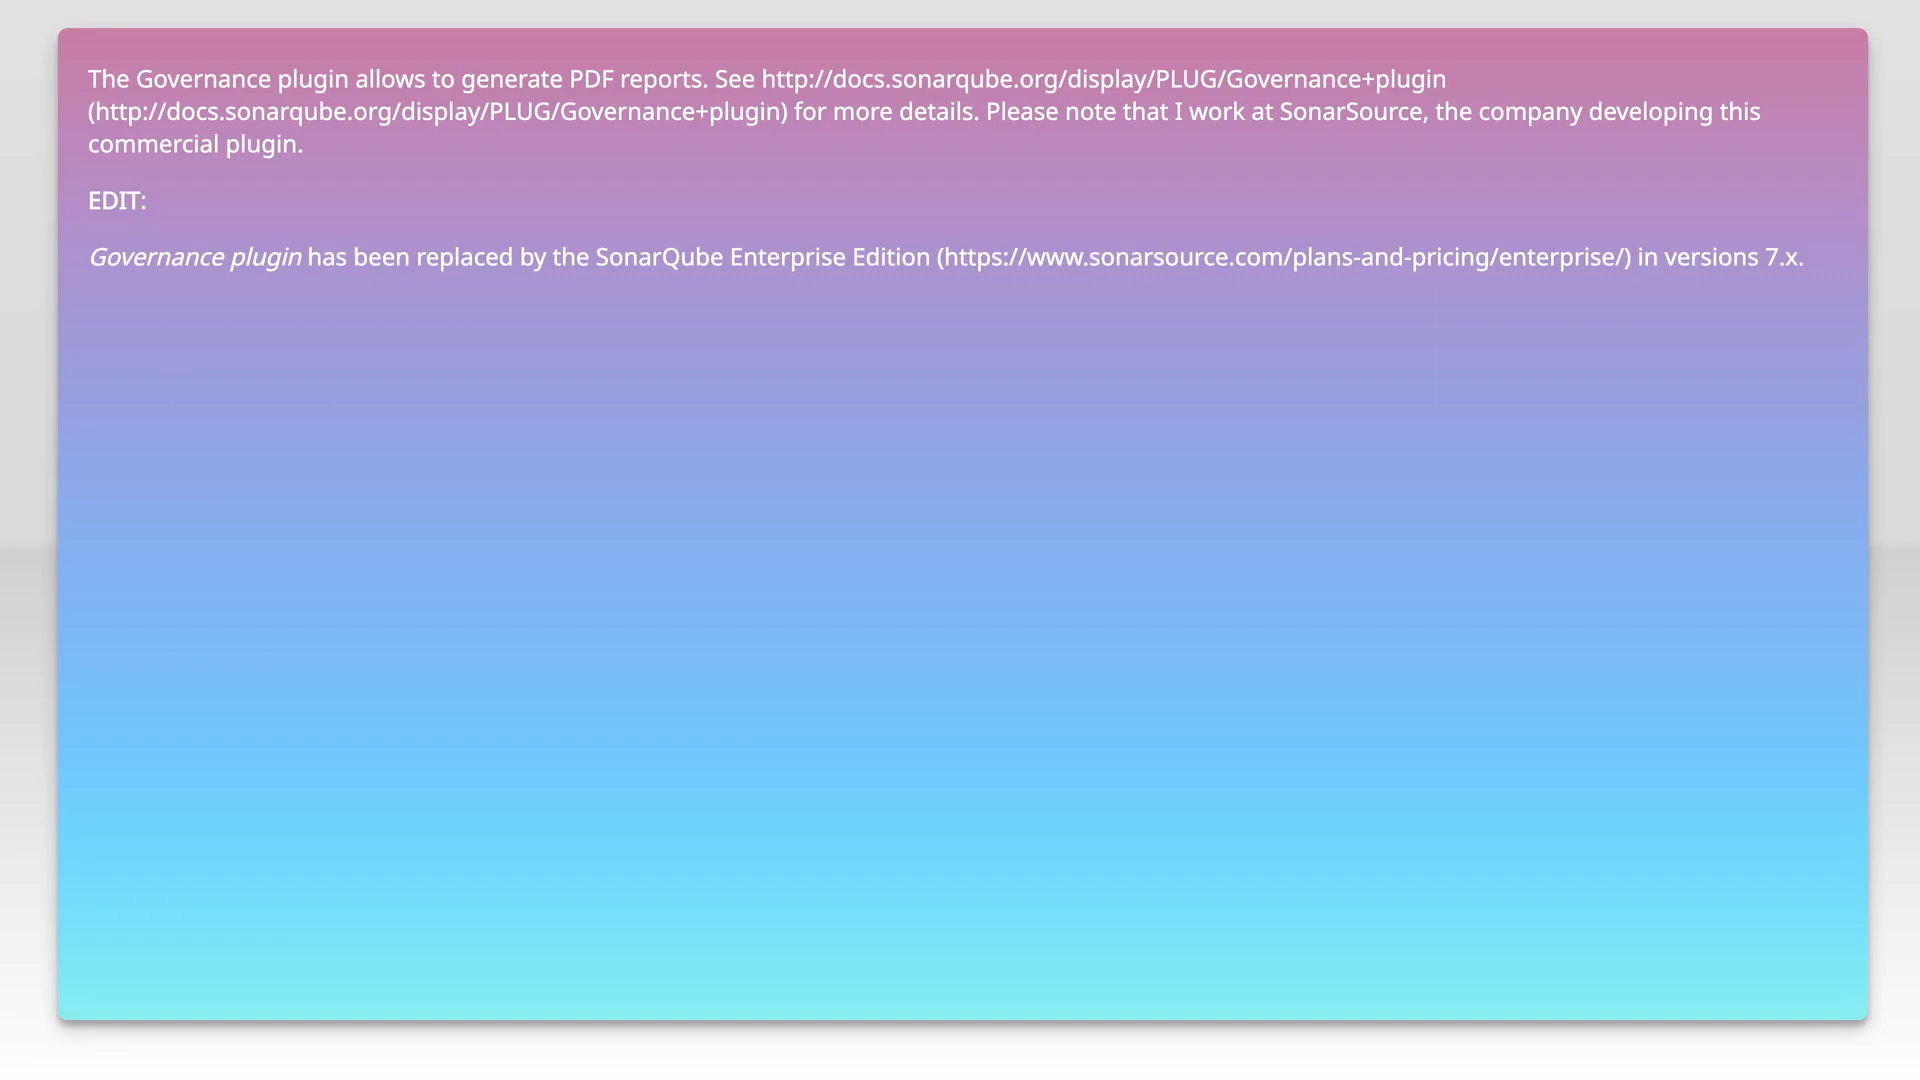 The Governance plugin allows to generate PDF reports. See http://docs.sonarqube.org/display/PLUG/Governance+plugin
(http://docs.sonarqube.org/display/PLUG/Governance+plugin) for more details. Please note that I work at SonarSource, the company developing this
commercial plugin.
EDIT:
Governance plugin has been replaced by the SonarQube Enterprise Edition (https://www.sonarsource.com/plans-and-pricing/enterprise/) in versions 7.x.